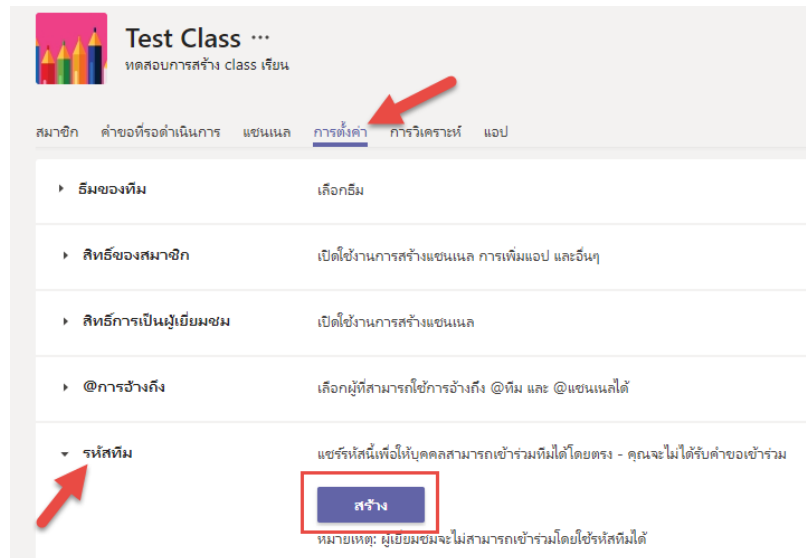 Test Class ...
ทดสอบการสร้าง class เรียน
สมาชิก คำขอที่รอดำเนินการ แชนเนล การตั้งค่า การวิเคราะห์ แอป
ธีมของทีม เลือกธีม
สิทธิ์ของสมาชิก เปิดใช้งานการสร้างแชนเนล การเพิ่มแอป และอื่นๆ
สิทธิ์การเป็นผู้เยี่ยมชม เปิดใช้งานการสร้างแชนเนล
@การอ้างถึง เลือกผู้ที่สามารถใช้การอ้างถึง @ทีม และ @แชนเนลได้
รหัสทีม แชร์รหัสนี้เพื่อให้บุคคลสามารถเข้าร่วมทีมได้โดยตรง - คุณจะไม่ได้รับคำขอเข้าร่วม
สร้าง
หมายเหตุ: ผู้เยี่ยมชมจะไม่สามารถเข้าร่วมโดยใช้รหัสทีมได้